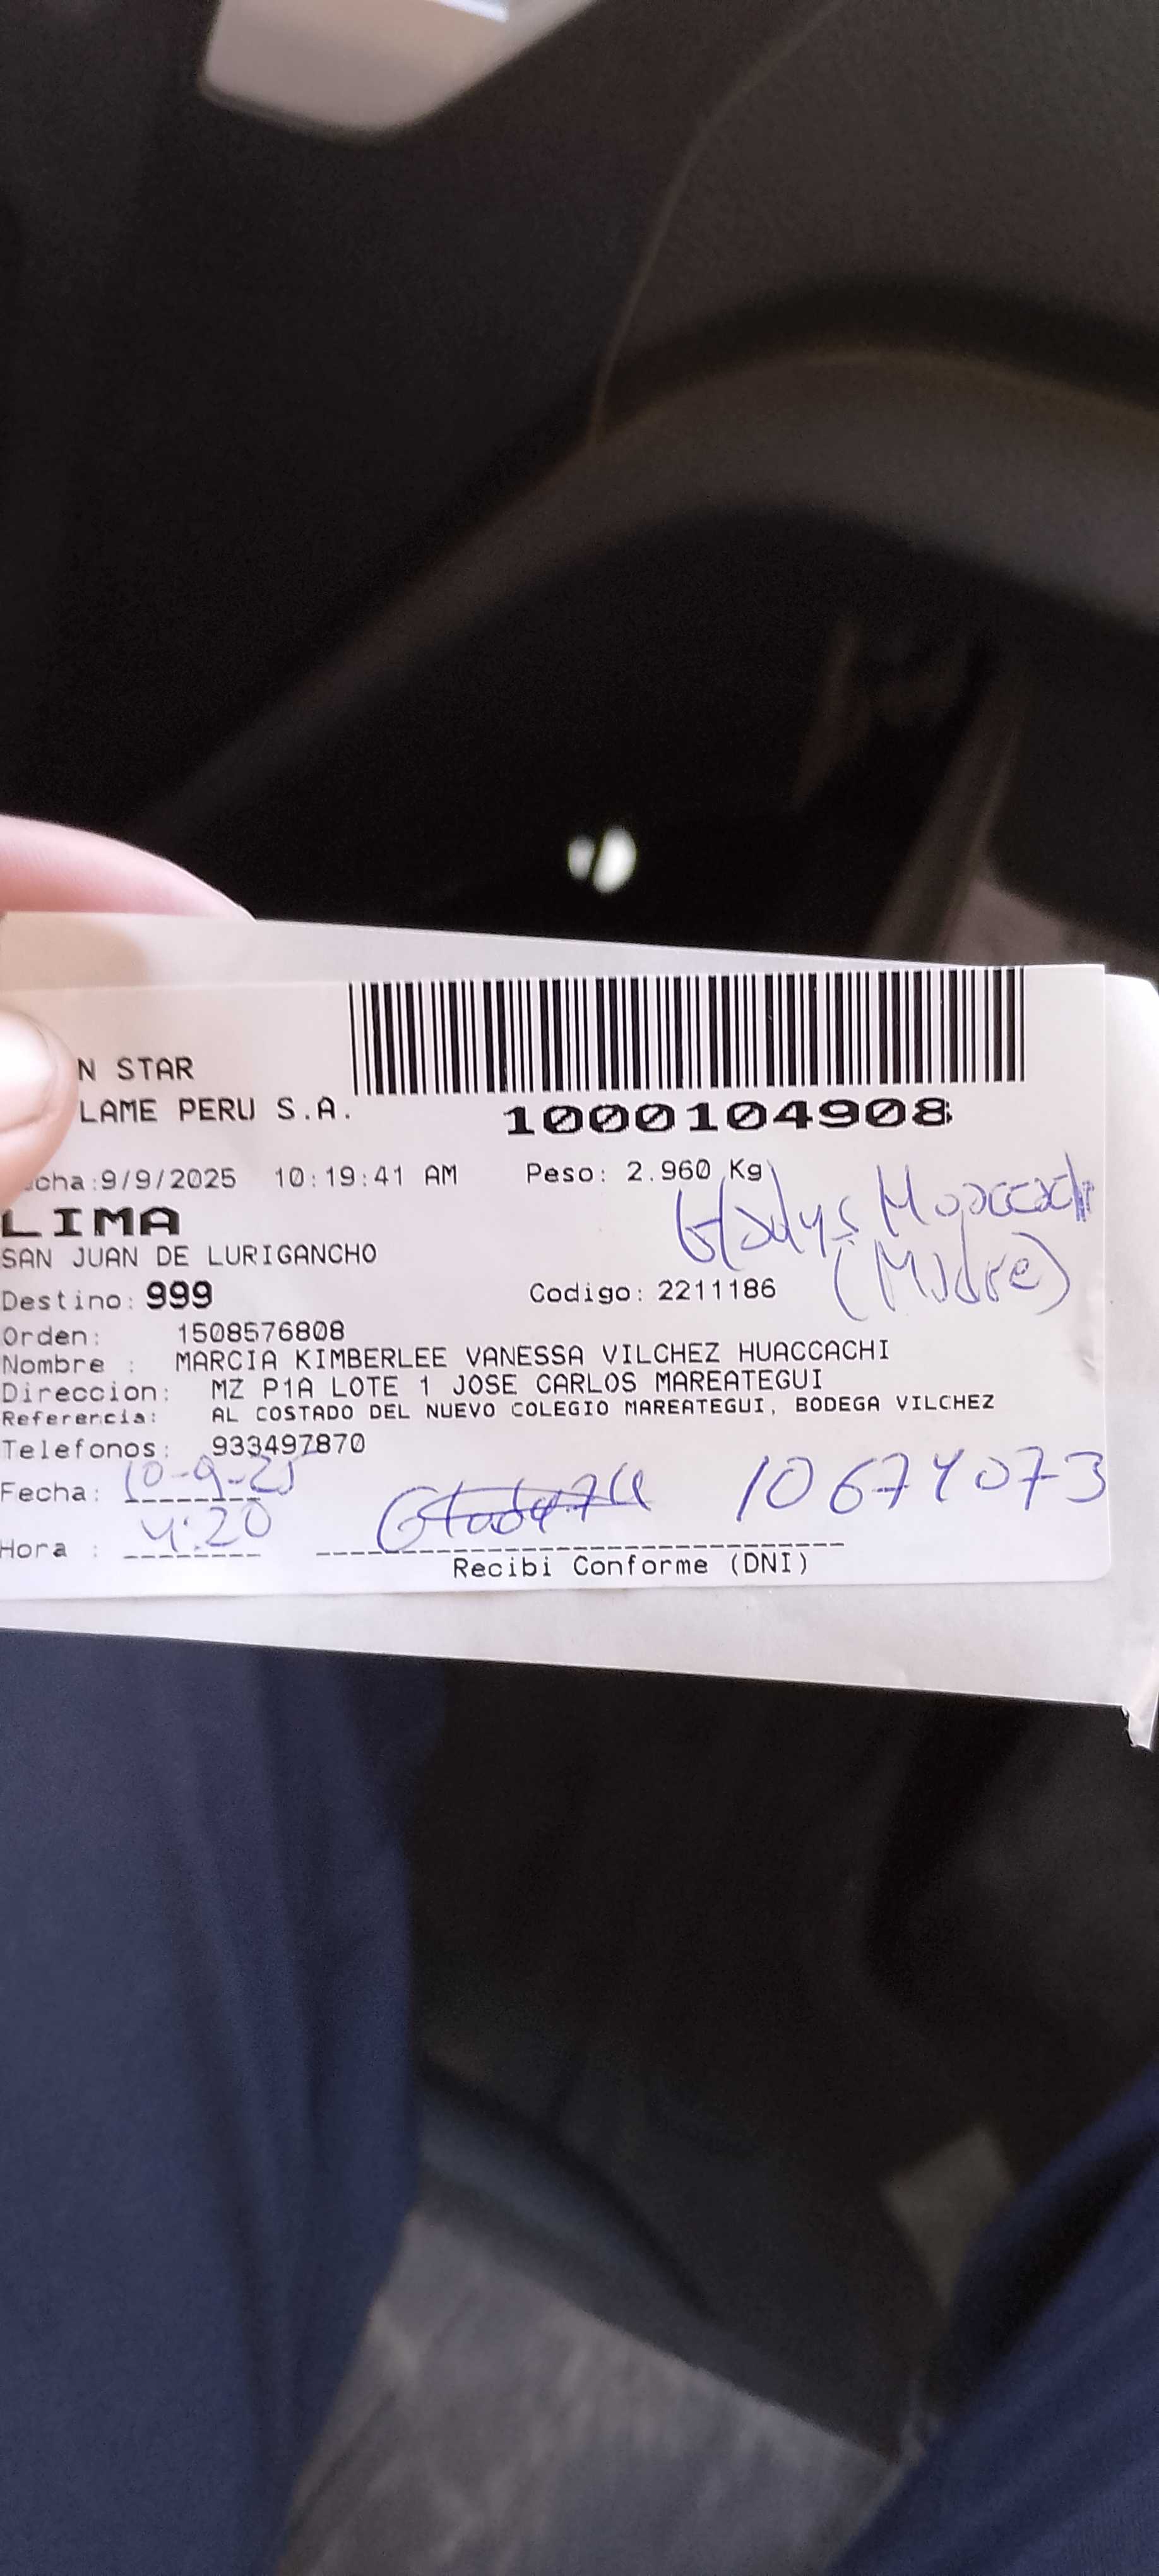 N STAR
LAME PERU S.A.
1000104908
cha:9/9/2025 10:19:41 AM Peso: 2.960 Kg
Gladys Huaccachi
LIMA
(Madre)
SAN JUAN DE LURIGANCHO
Destino: 999 Codigo: 2211186
Orden: 1508576808
Nombre : MARCIA KIMBERLEE VANESSA VILCHEZ HUACCACHI
Direccion: MZ P1A LOTE 1 JOSE CARLOS MAREATEGUI
Referencia: AL COSTADO DEL NUEVO COLEGIO MAREATEGUI, BODEGA VILCHEZ
Telefonos: 933497870
Fecha: 10-9-25
10674073
Hora : 4:20
Recibi Conforme (DNI)